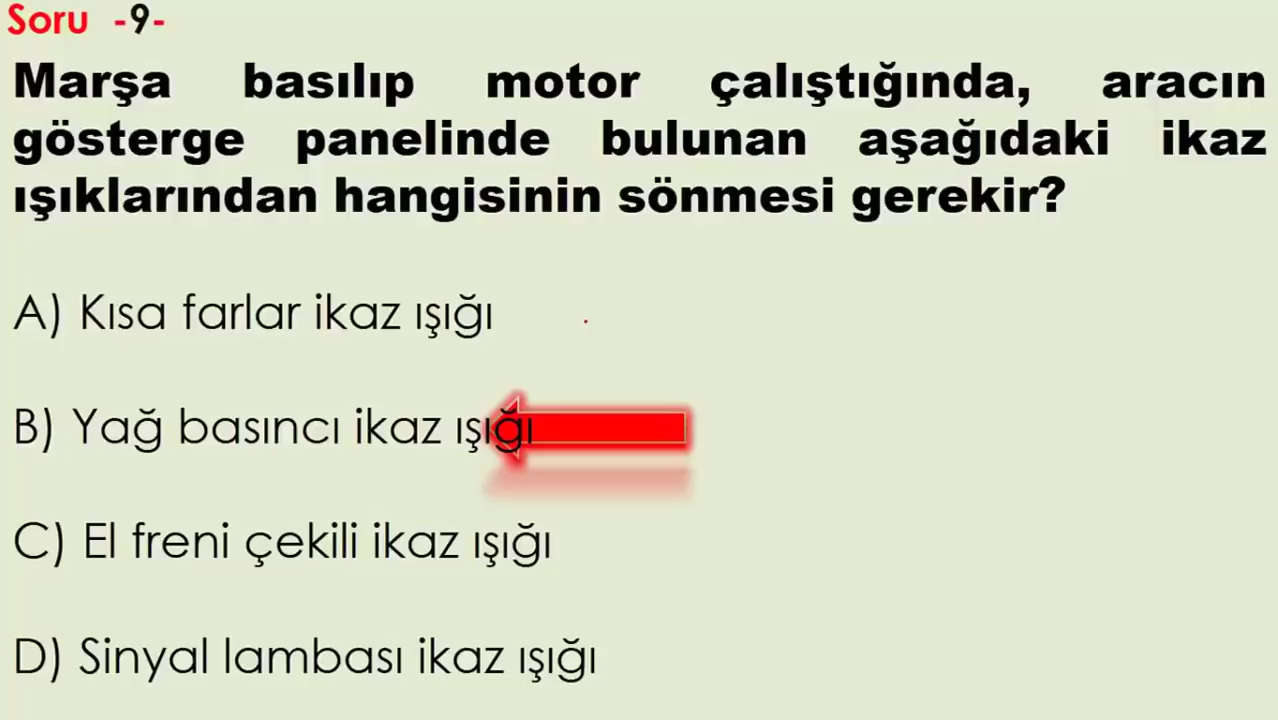 Soru -9-
Marşa basılıp motor çalıştığında, aracın
gösterge panelinde bulunan aşağıdaki ikaz
ışıklarından hangisinin sönmesi gerekir?
A) Kısa farlar ikaz ışığı
B) Yağ basıncı ikaz ışığı
C) El freni çekili ikaz ışığı
D) Sinyal lambası ikaz ışığı